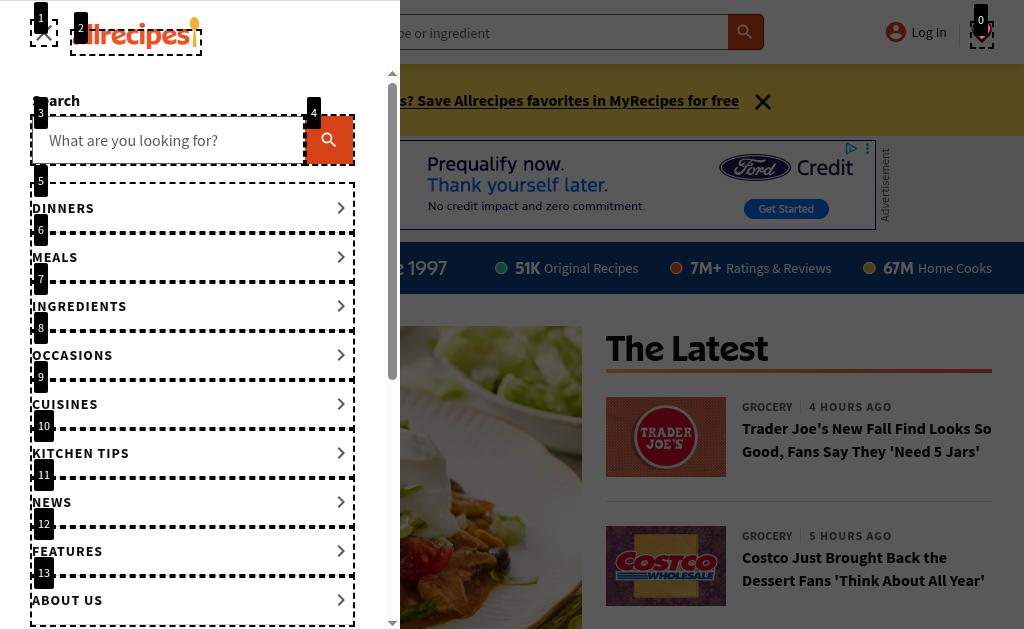 1
2
allrecipes
0
pe or ingredient
Log In
s? Save Allrecipes favorites in MyRecipes for free
Search
3
4
What are you looking for?
Prequalify now.
Thank yourself later.
No credit impact and zero commitment.
Ford
Credit
Get Started
Advertisement
5
DINNERS
6
MEALS
7
INGREDIENTS
8
OCCASIONS
9
CUISINES
10
KITCHEN TIPS
11
NEWS
12
FEATURES
13
ABOUT US
e 1997
51K Original Recipes
7M+ Ratings & Reviews
67M Home Cooks
The Latest
TRADER
JOE'S
GROCERY
4 HOURS AGO
Trader Joe's New Fall Find Looks So
Good, Fans Say They 'Need 5 Jars'
COSTCO
WHOLESALE
GROCERY
5 HOURS AGO
Costco Just Brought Back the
Dessert Fans 'Think About All Year'